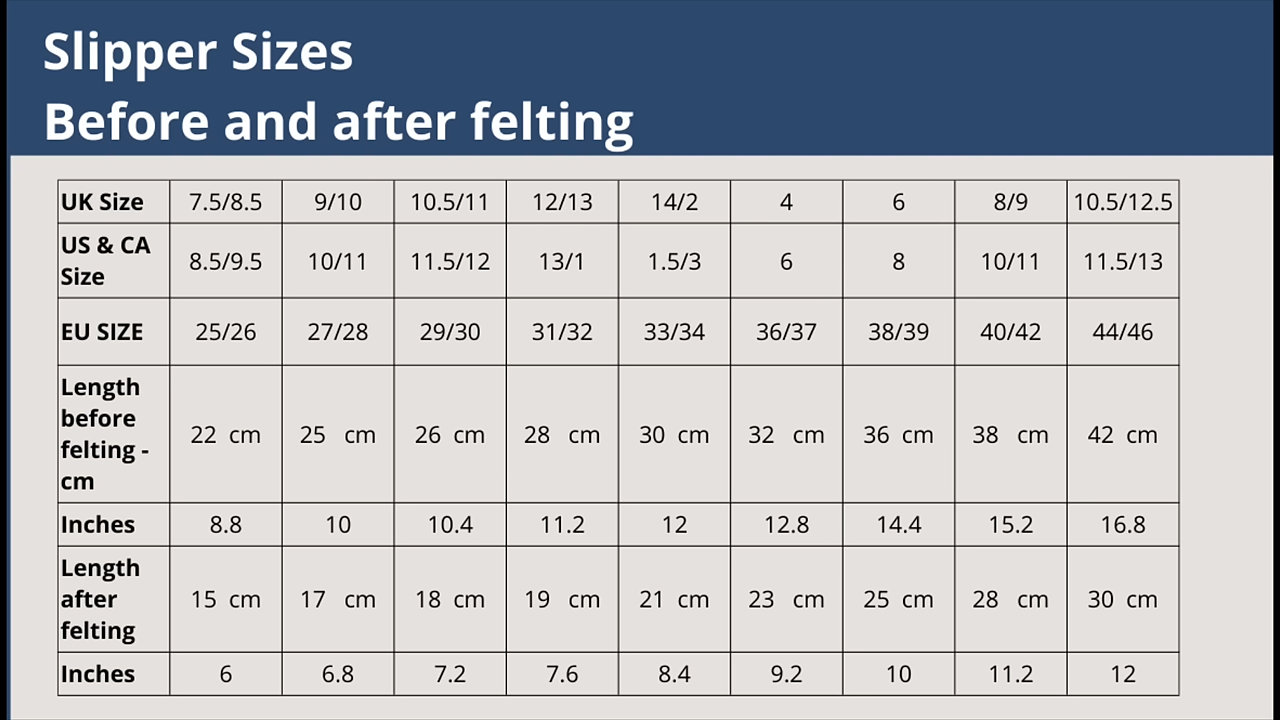 Slipper Sizes
Before and after felting
UK Size 7.5/8.5 9/10 10.5/11 12/13 14/2 4 6 8/9 10.5/12.5
US & CA
Size 8.5/9.5 10/11 11.5/12 13/1 1.5/3 6 8 10/11 11.5/13
EU SIZE 25/26 27/28 29/30 31/32 33/34 36/37 38/39 40/42 44/46
Length
before
felting -
cm 22 cm 25 cm 26 cm 28 cm 30 cm 32 cm 36 cm 38 cm 42 cm
Inches 8.8 10 10.4 11.2 12 12.8 14.4 15.2 16.8
Length
after
felting 15 cm 17 cm 18 cm 19 cm 21 cm 23 cm 25 cm 28 cm 30 cm
Inches 6 6.8 7.2 7.6 8.4 9.2 10 11.2 12